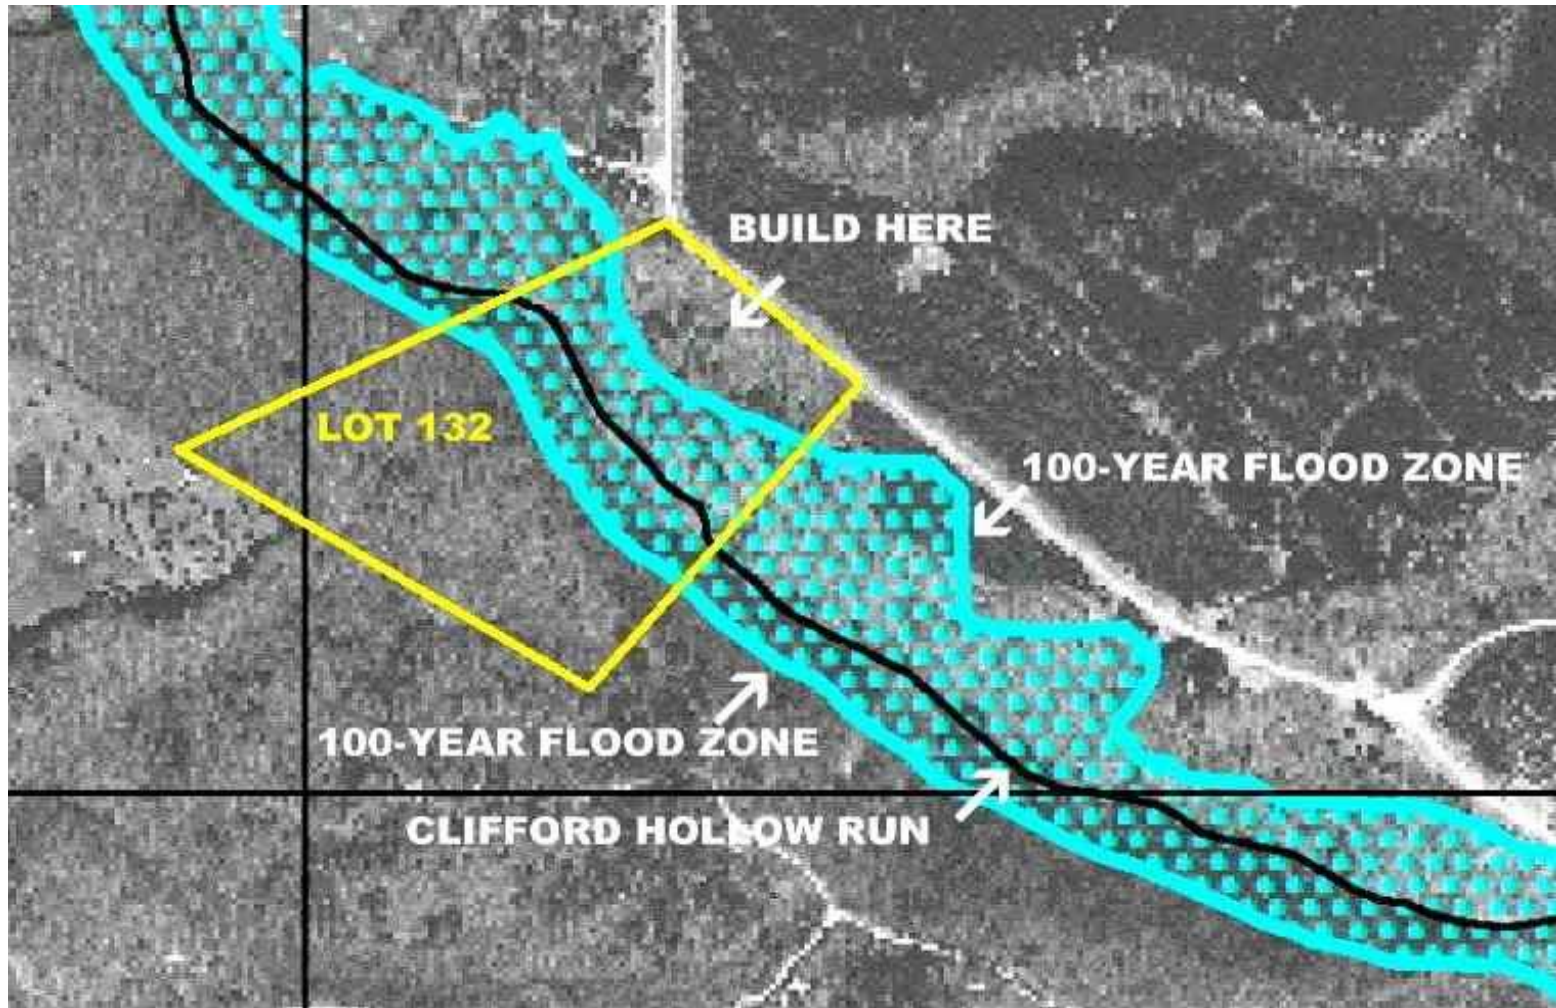 BUILD HERE
LOT 132
100-YEAR FLOOD ZONE
100-YEAR FLOOD ZONE
CLIFFORD HOLLOW RUN